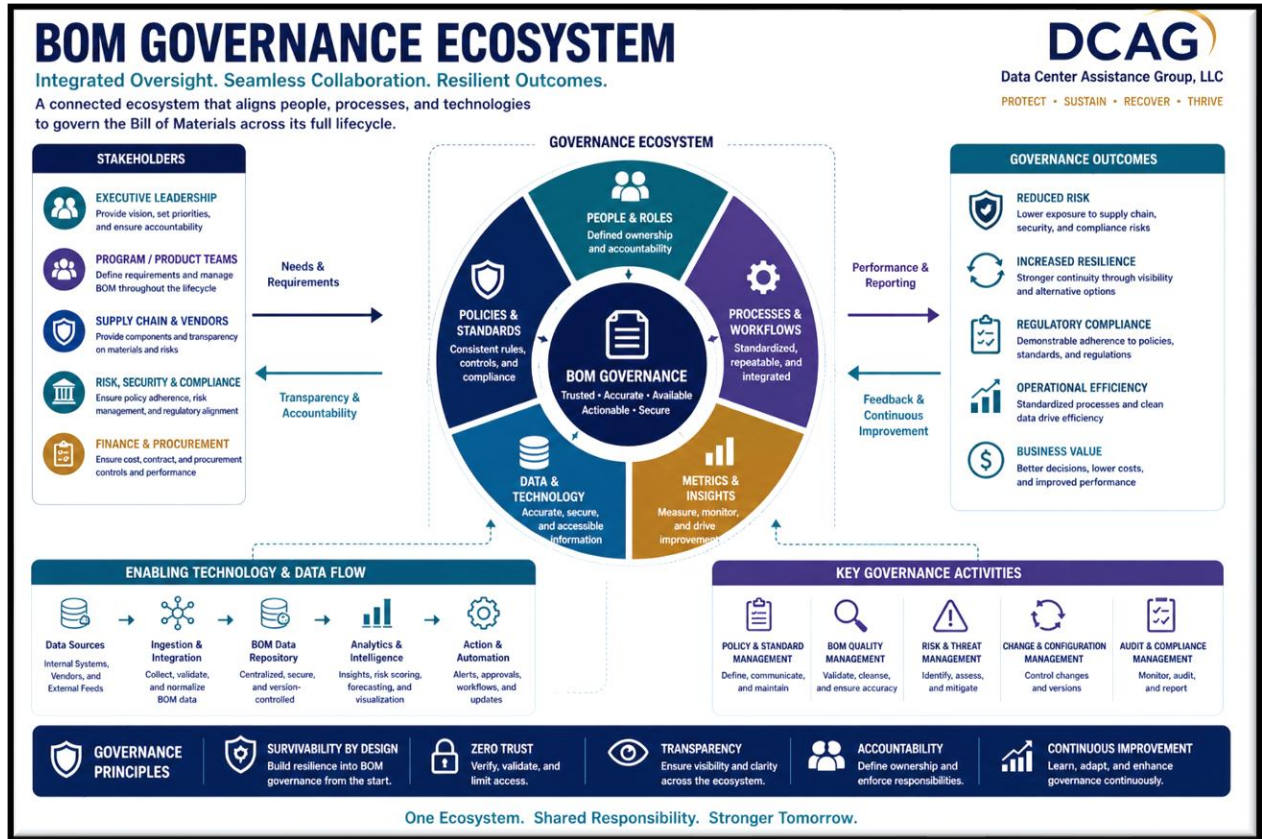 BOM GOVERNANCE ECOSYSTEM
Integrated Oversight. Seamless Collaboration. Resilient Outcomes.
A connected ecosystem that aligns people, processes, and technologies
to govern the Bill of Materials across its full lifecycle.
DCAG
Data Center Assistance Group, LLC
PROTECT • SUSTAIN • RECOVER • THRIVE
STAKEHOLDERS
EXECUTIVE LEADERSHIP
Provide vision, set priorities,
and ensure accountability
PROGRAM / PRODUCT TEAMS
Define requirements and manage
BOM throughout the lifecycle
SUPPLY CHAIN & VENDORS
Provide components and transparency
on materials and risks
RISK, SECURITY & COMPLIANCE
Ensure policy adherence, risk
management, and regulatory alignment
FINANCE & PROCUREMENT
Ensure cost, contract, and procurement
controls and performance
Needs &
Requirements
Transparency &
Accountability
GOVERNANCE ECOSYSTEM
PEOPLE & ROLES
Defined ownership
and accountability
POLICIES &
STANDARDS
Consistent rules,
controls, and
compliance
PROCESSES &
WORKFLOWS
Standardized,
repeatable, and
integrated
BOM GOVERNANCE
Trusted • Accurate • Available
Actionable • Secure
DATA &
TECHNOLOGY
Accurate, secure,
and accessible
information
METRICS &
INSIGHTS
Measure, monitor,
and drive
improvement
Performance &
Reporting
Feedback &
Continuous
Improvement
GOVERNANCE OUTCOMES
REDUCED RISK
Lower exposure to supply chain,
security, and compliance risks
INCREASED RESILIENCE
Stronger continuity through visibility
and alternative options
REGULATORY COMPLIANCE
Demonstrable adherence to policies,
standards, and regulations
OPERATIONAL EFFICIENCY
Standardized processes and clean
data drive efficiency
BUSINESS VALUE
Better decisions, lower costs,
and improved performance
ENABLING TECHNOLOGY & DATA FLOW
Data Sources
Internal Systems,
Vendors, and
External Feeds
Ingestion &
Integration
Collect, validate,
and normalize
BOM data
BOM Data
Repository
Centralized, secure,
and version-
controlled
Analytics &
Intelligence
Insights, risk scoring,
forecasting, and
visualization
Action &
Automation
Alerts, approvals,
workflows, and
updates
KEY GOVERNANCE ACTIVITIES
POLICY & STANDARD
MANAGEMENT
Define, communicate,
and maintain
BOM QUALITY
MANAGEMENT
Validate, cleanse,
and ensure accuracy
RISK & THREAT
MANAGEMENT
Identify, assess,
and mitigate
CHANGE & CONFIGURATION
MANAGEMENT
Control changes
and versions
AUDIT & COMPLIANCE
MANAGEMENT
Monitor, audit,
and report
GOVERNANCE
PRINCIPLES
SURVIVABILITY BY DESIGN
Build resilience into BOM
governance from the start.
ZERO TRUST
Verify, validate, and
limit access.
TRANSPARENCY
Ensure visibility and clarity
across the ecosystem.
ACCOUNTABILITY
Define ownership and
enforce responsibilities.
CONTINUOUS IMPROVEMENT
Learn, adapt, and enhance
governance continuously.
One Ecosystem. Shared Responsibility. Stronger Tomorrow.